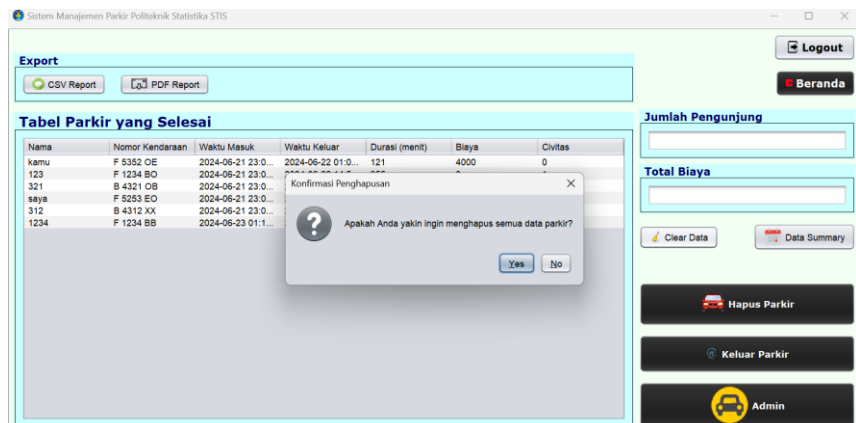 Sistem Manajemen Parkir Politeknik Statistika STIS
Logout
Export
CSV Report PDF Report
Beranda
Tabel Parkir yang Selesai
Jumlah Pengunjung
Nama Nomor Kendaraan Waktu Masuk Waktu Keluar Durasi (menit) Biaya Civitas
kamu F 5352 OE 2024-06-21 23:0... 2024-06-22 01:0... 121 4000 0
123 F 1234 BO 2024-06-21 23:0...
321 B 4321 OB 2024-06-21 23:0...
saya F 5253 EO 2024-06-21 23:0...
312 B 4312 XX 2024-06-21 23:0...
1234 F 1234 BB 2024-06-23 01:1...
Total Biaya
Konfirmasi Penghapusan
Apakah Anda yakin ingin menghapus semua data parkir?
Yes No
Clear Data Data Summary
Hapus Parkir
Keluar Parkir
Admin